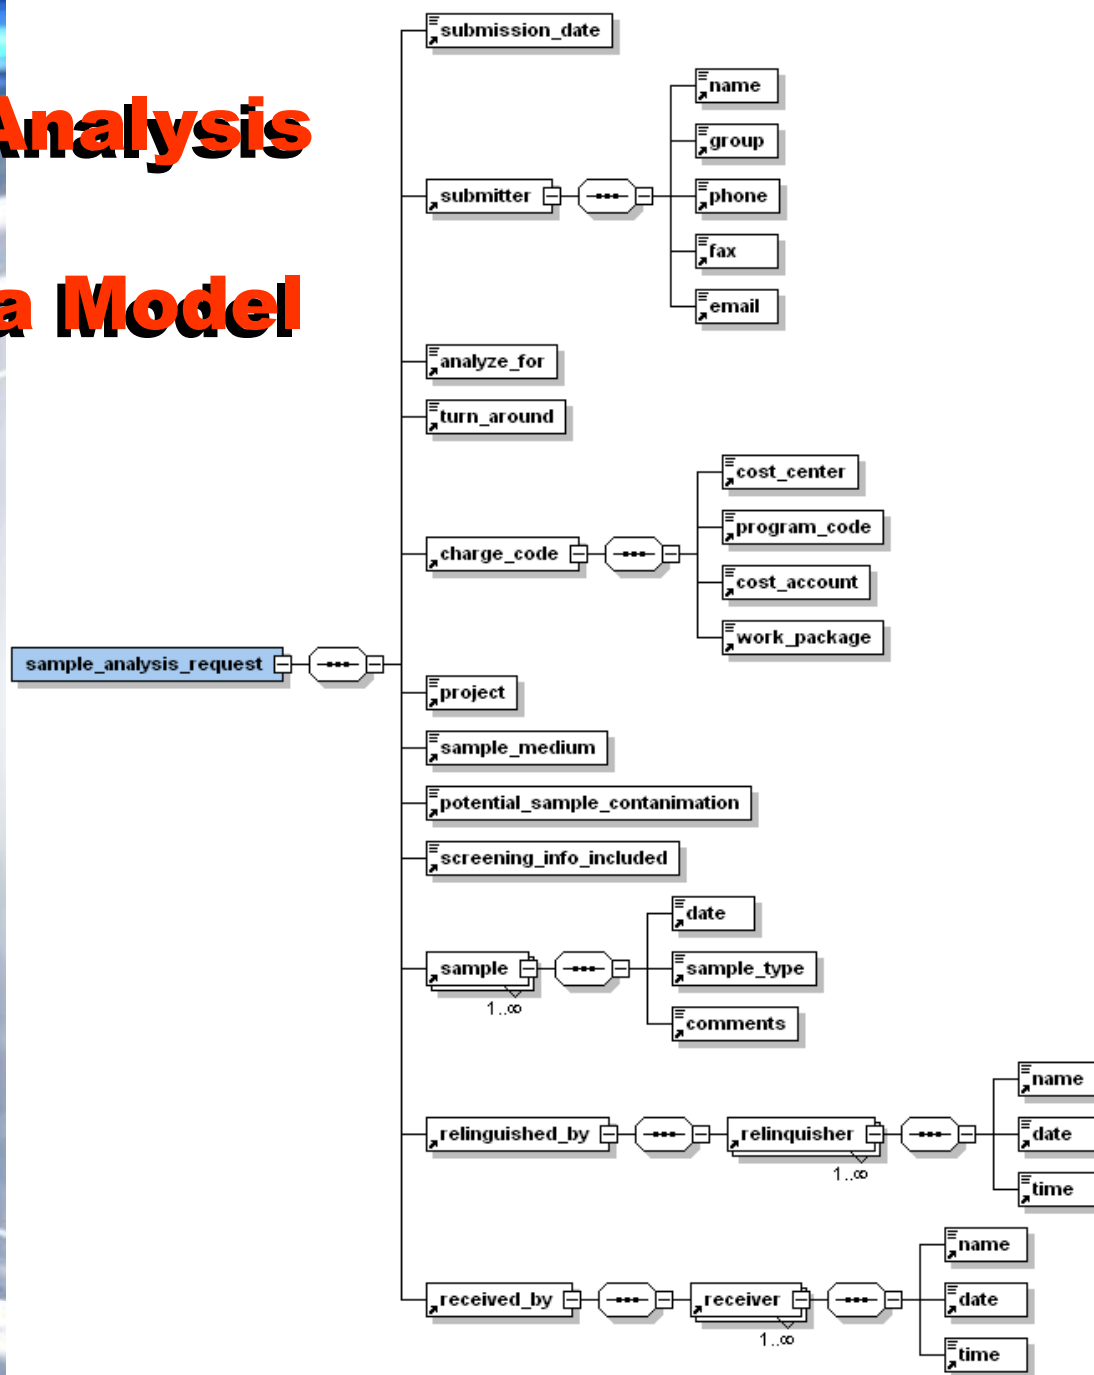 Analysis
a Model
submission_date
submitter
name
group
phone
fax
email
analyze_for
turn_around
charge_code
cost_center
program_code
cost_account
work_package
sample_analysis_request
project
sample_medium
potential_sample_contanimation
screening_info_included
sample
1..∞
date
sample_type
comments
relinguished_by
relinquisher
1..∞
name
date
time
received_by
receiver
1..∞
name
date
time